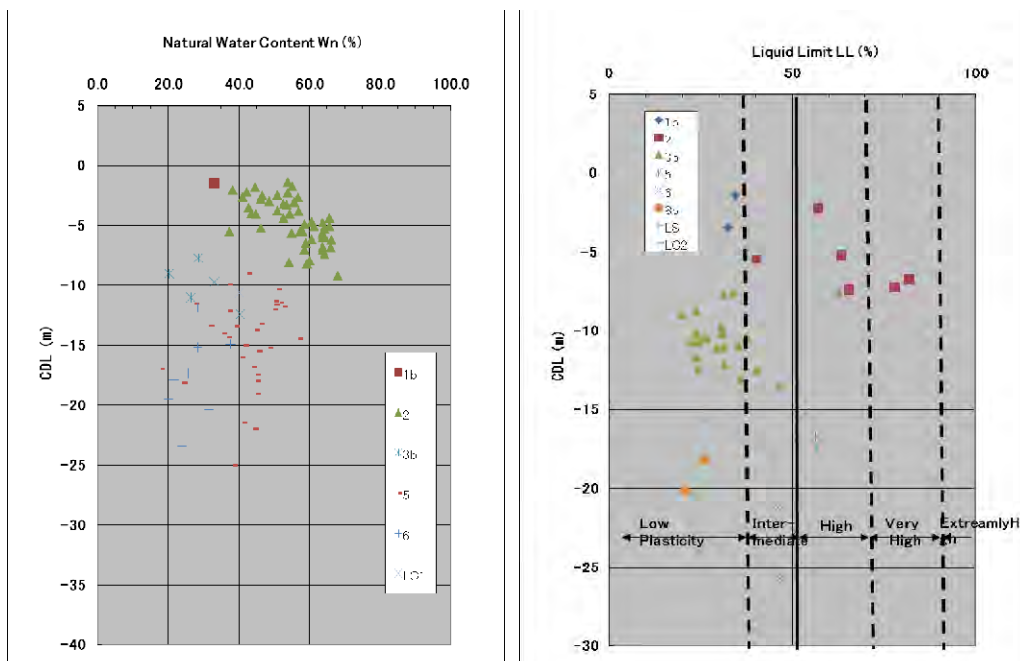 Natural Water Content Wn (%)
0.0 20.0 40.0 60.0 80.0 100.0
5
0
-5
-10
-15
-20
-25
-30
-35
-40
CDL (m)
1b
2
3b
5
6
Liquid Limit LL (%)
0 50 100
5
0
-5
-10
-15
-20
-25
-30
CDL (m)
2
5
6
LS
LC2
Low
Plasticity
Inter-
mediate
High
Very
High
ExtreamlyH